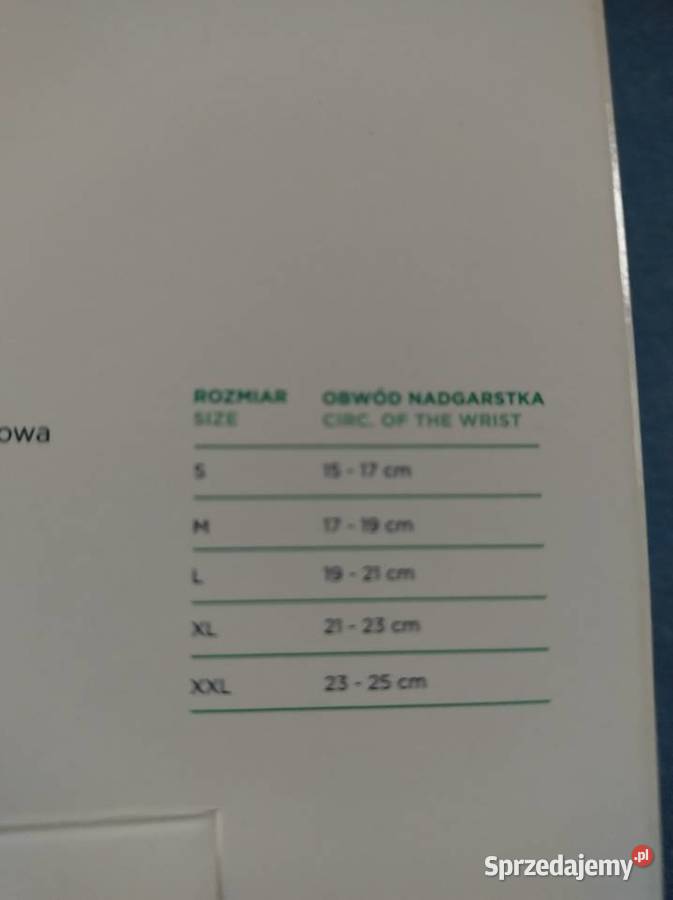 ROZMIAR OBWÓD NADGARSTKA
SIZE CIRC. OF THE WRIST
owa
S 15 - 17 cm
M 17 - 19 cm
L 19 - 21 cm
XL 21 - 23 cm
XXL 23 - 25 cm
Sprzedajemy.pl